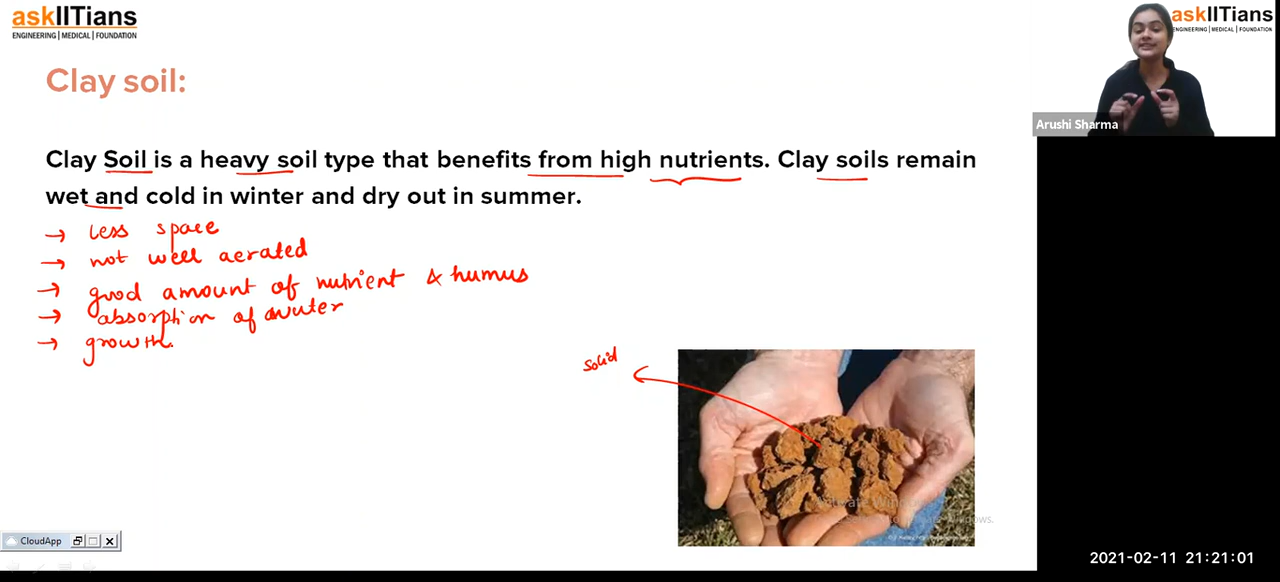 askIITians
ENGINEERING | MEDICAL | FOUNDATION
askIITians
ENGINEERING | MEDICAL | FOUNDATION
Clay soil:
Arushi Sharma
Clay Soil is a heavy soil type that benefits from high nutrients. Clay soils remain
wet and cold in winter and dry out in summer.
→ less space
→ not well aerated
→ good amount of nutrient & humus
→ absorption of water
→ growth.
solid
CloudApp
2021-02-11 21:21:01